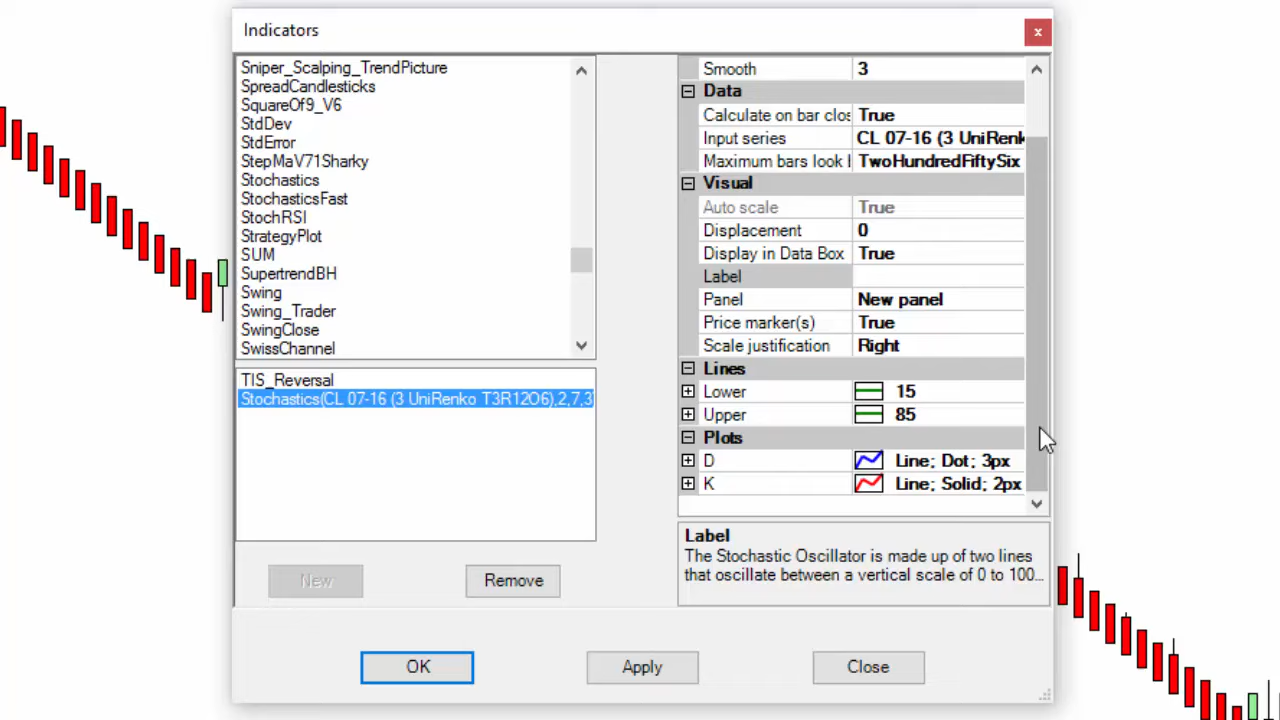 Indicators
x
Sniper_Scalping_TrendPicture
SpreadCandlesticks
SquareOf9_V6
StdDev
StdError
StepMaV71Sharky
Stochastics
StochasticsFast
StochRSI
StrategyPlot
SUM
SupertrendBH
Swing
Swing_Trader
SwingClose
SwissChannel
TIS_Reversal
Stochastics(CL 07-16 (3 UniRenko T3R12O6),2,7,3
New
Remove
Smooth 3
Data
Calculate on bar clos True
Input series CL 07-16 (3 UniRenk
Maximum bars look b TwoHundredFiftySix
Visual
Auto scale True
Displacement 0
Display in Data Box True
Label
Panel New panel
Price marker(s) True
Scale justification Right
Lines
Lower 15
Upper 85
Plots
D Line; Dot; 3px
K Line; Solid; 2px
Label
The Stochastic Oscillator is made up of two lines
that oscillate between a vertical scale of 0 to 100...
OK
Apply
Close